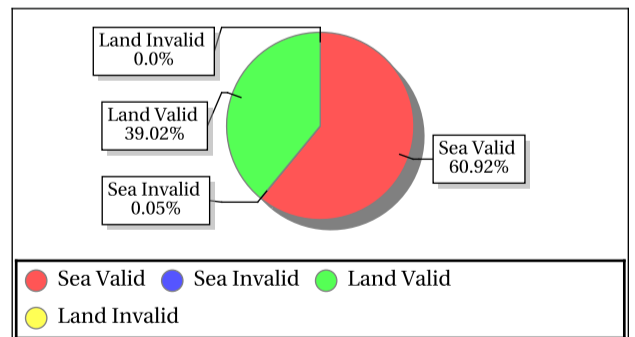 Land Invalid
0.0%
Land Valid
39.02%
Sea Valid
60.92%
Sea Invalid
0.05%
Sea Valid
Sea Invalid
Land Valid
Land Invalid